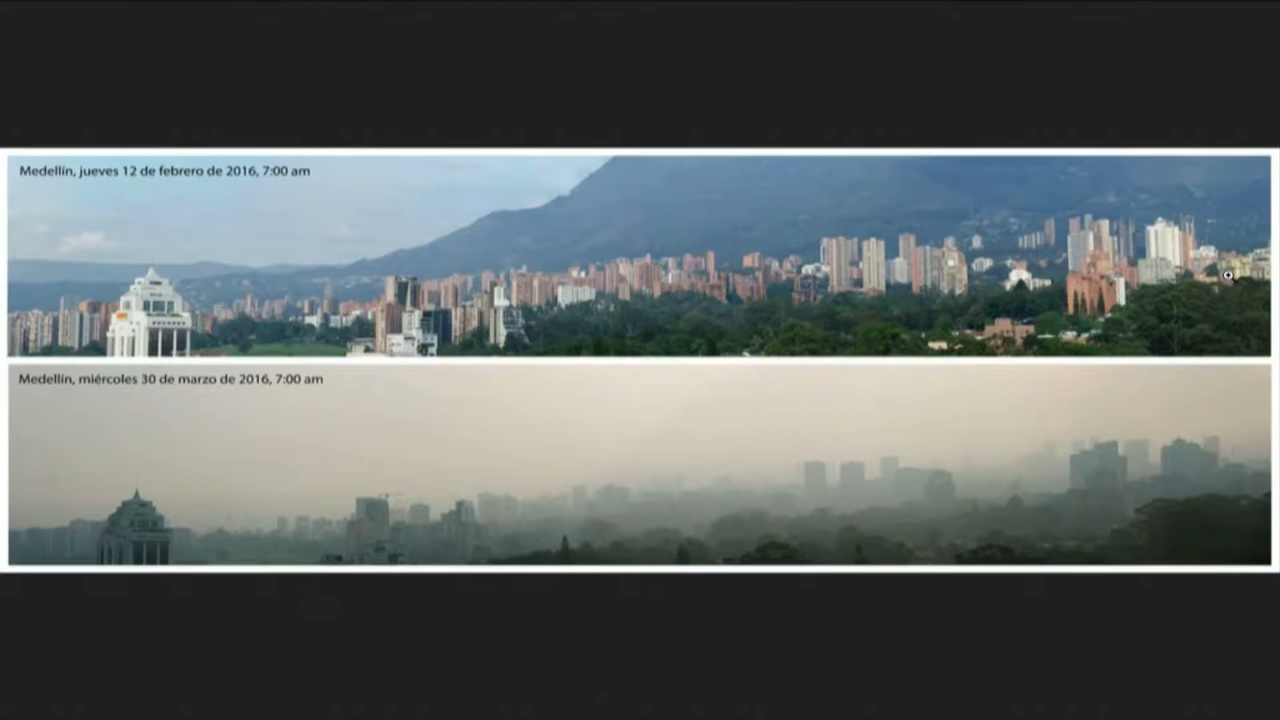 Medellín, jueves 12 de febrero de 2016, 7:00 am
Medellín, miércoles 30 de marzo de 2016, 7:00 am